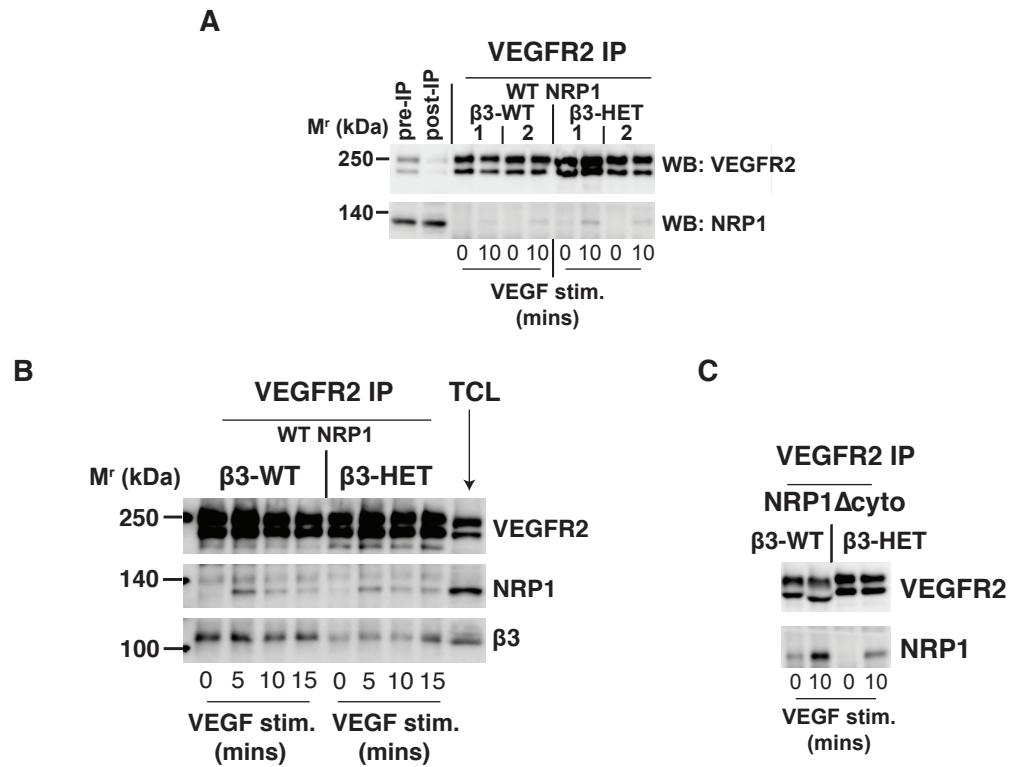 A
VEGFR2 IP
pre-IP
post-IP
WT NRP1
β3-WT β3-HET
Mʳ (kDa) 1 2 1 2
250 WB: VEGFR2
140 WB: NRP1
0 10 0 10 0 10 0 10
VEGF stim.
(mins)
B
VEGFR2 IP TCL
WT NRP1
Mʳ (kDa) β3-WT β3-HET
250 VEGFR2
140 NRP1
β3
100
0 5 10 15 0 5 10 15
VEGF stim. VEGF stim.
(mins) (mins)
C
VEGFR2 IP
NRP1Δcyto
β3-WT β3-HET
VEGFR2
NRP1
0 10 0 10
VEGF stim.
(mins)